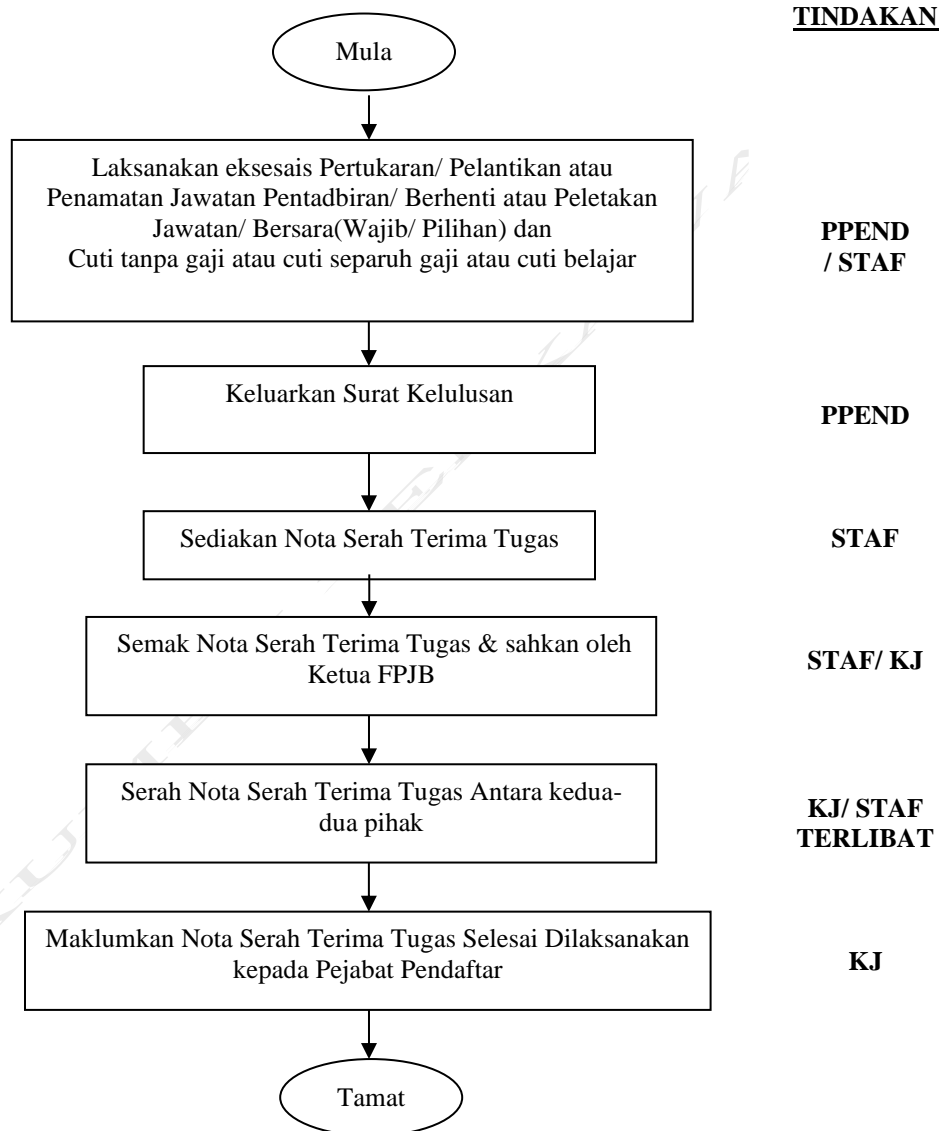 TINDAKAN
Mula
Laksanakan eksesais Pertukaran/ Pelantikan atau
Penamatan Jawatan Pentadbiran/ Berhenti atau Peletakan
Jawatan/ Bersara(Wajib/ Pilihan) dan
Cuti tanpa gaji atau cuti separuh gaji atau cuti belajar
PPEND
/ STAF
Keluarkan Surat Kelulusan
PPEND
Sediakan Nota Serah Terima Tugas
STAF
Semak Nota Serah Terima Tugas & sahkan oleh
Ketua FPJB
STAF/ KJ
Serah Nota Serah Terima Tugas Antara kedua-
dua pihak
KJ/ STAF
TERLIBAT
Maklumkan Nota Serah Terima Tugas Selesai Dilaksanakan
kepada Pejabat Pendaftar
KJ
Tamat